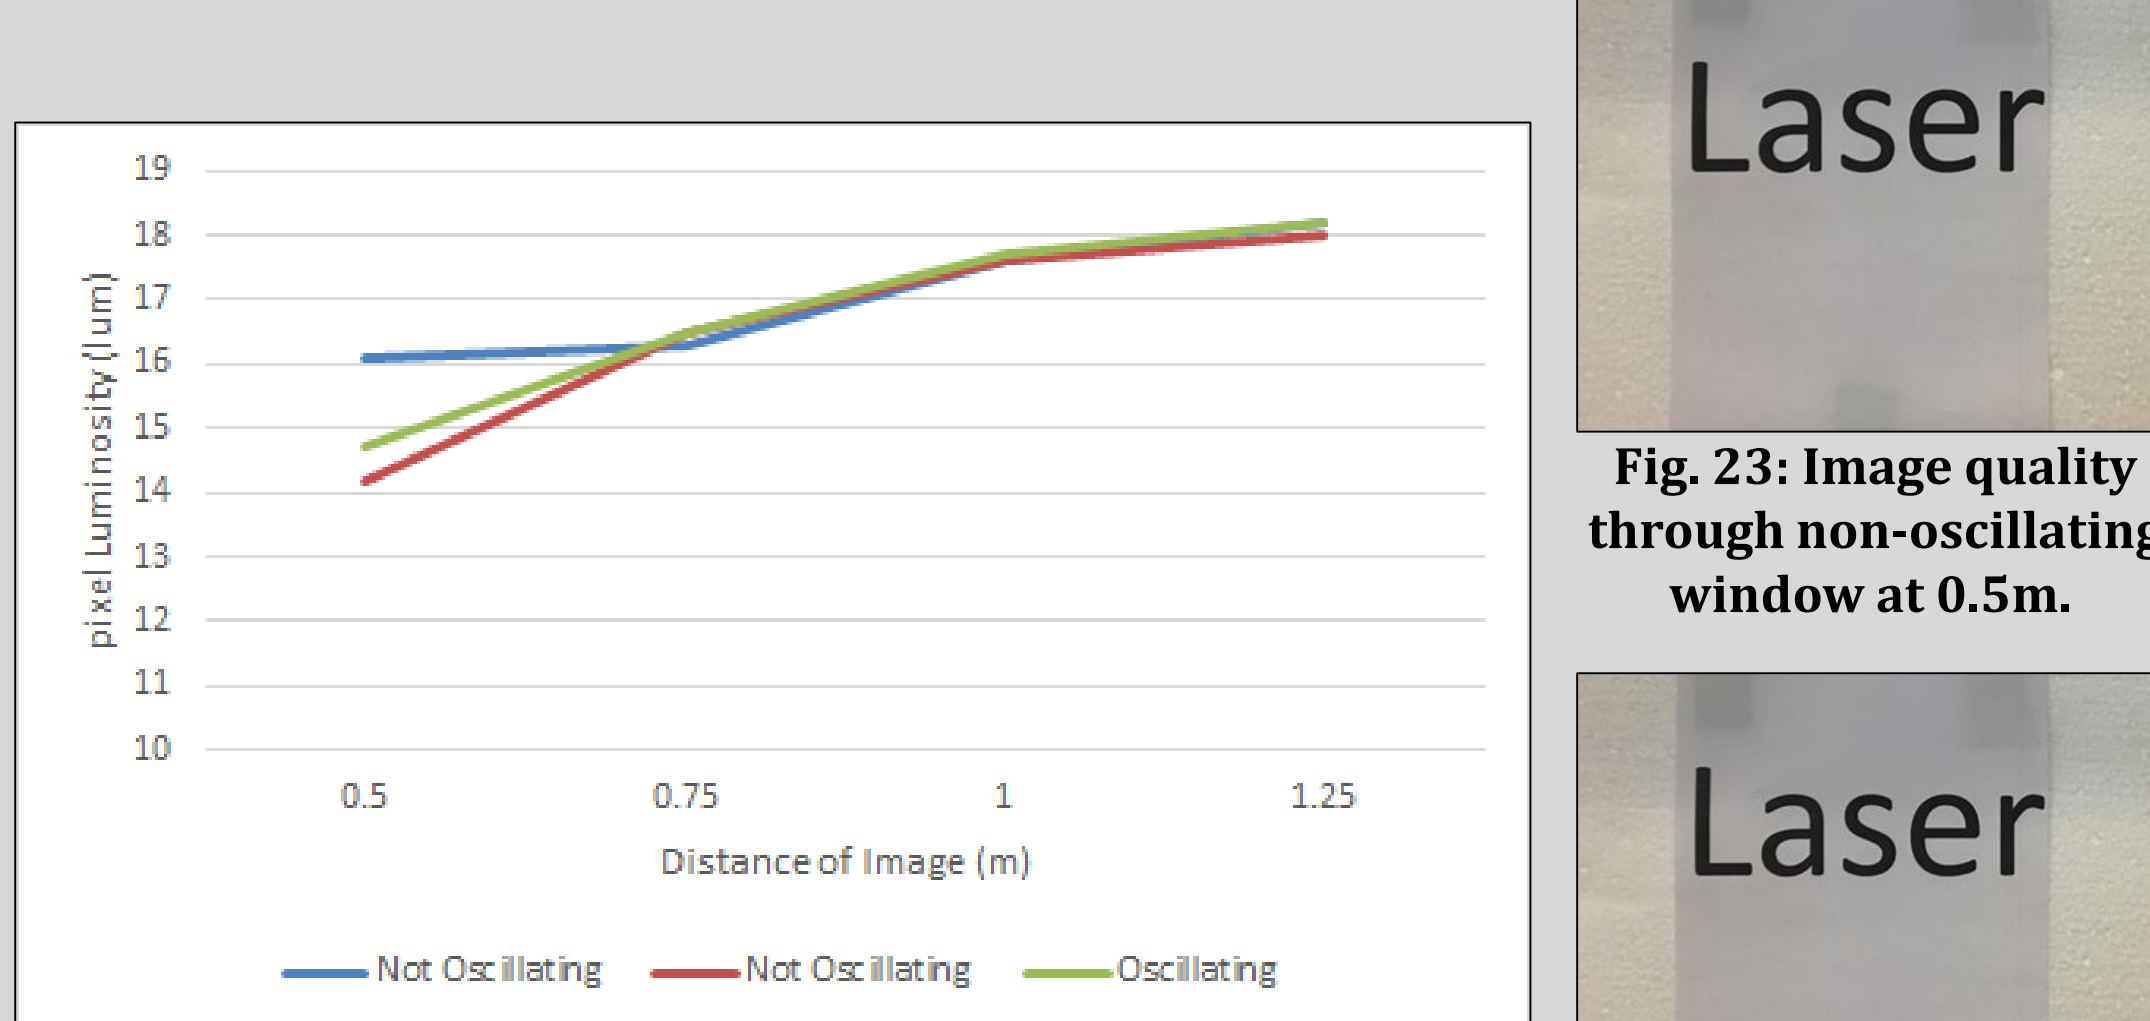 19
18
17
16
15
14
13
12
11
10
pixel Luminosity (lum)
0.5 0.75 1 1.25
Distance of Image (m)
Not Oscillating Not Oscillating Oscillating
Laser
Fig. 23: Image quality
through non-oscillating
window at 0.5m.
Laser